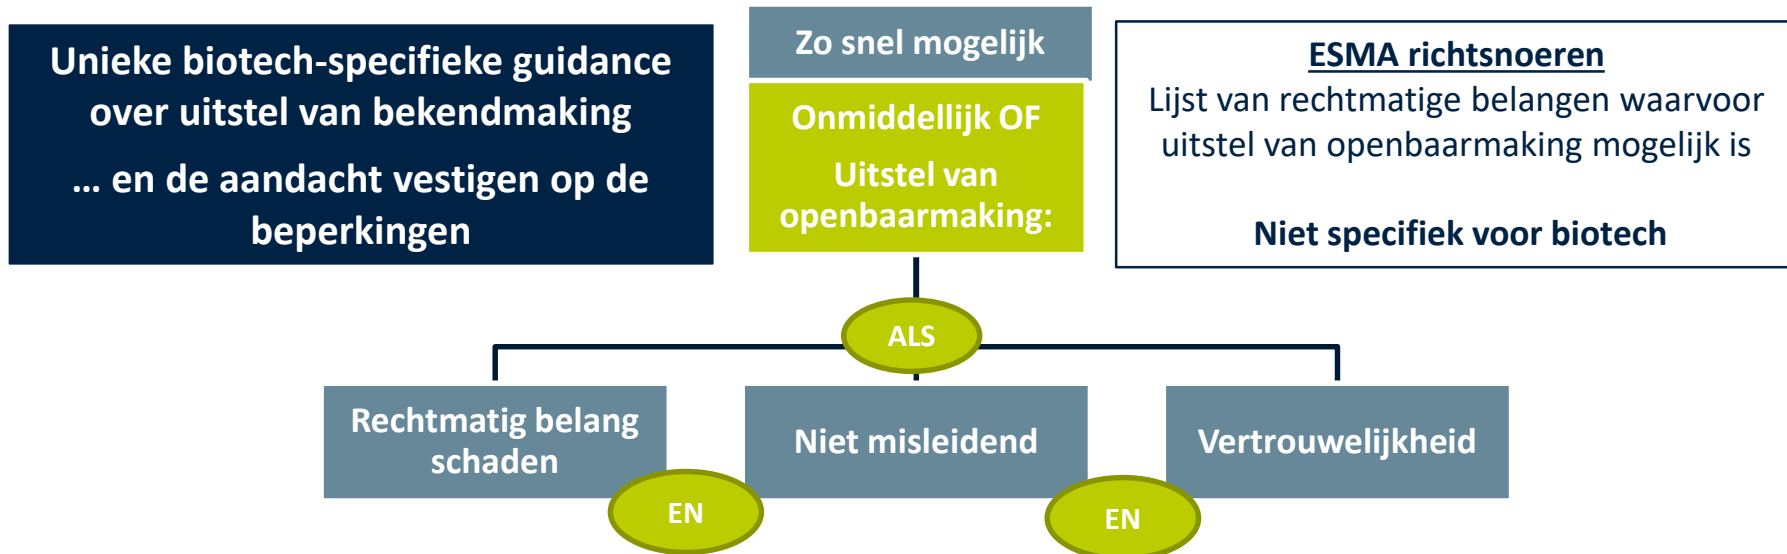 Unieke biotech-specifieke guidance
over uitstel van bekendmaking
... en de aandacht vestigen op de
beperkingen
Zo snel mogelijk
Onmiddellijk OF
Uitstel van
openbaarmaking:
ESMA richtsnoeren
Lijst van rechtmatige belangen waarvoor
uitstel van openbaarmaking mogelijk is
Niet specifiek voor biotech
ALS
Rechtmatig belang
schaden
EN
Niet misleidend
EN
Vertrouwelijkheid